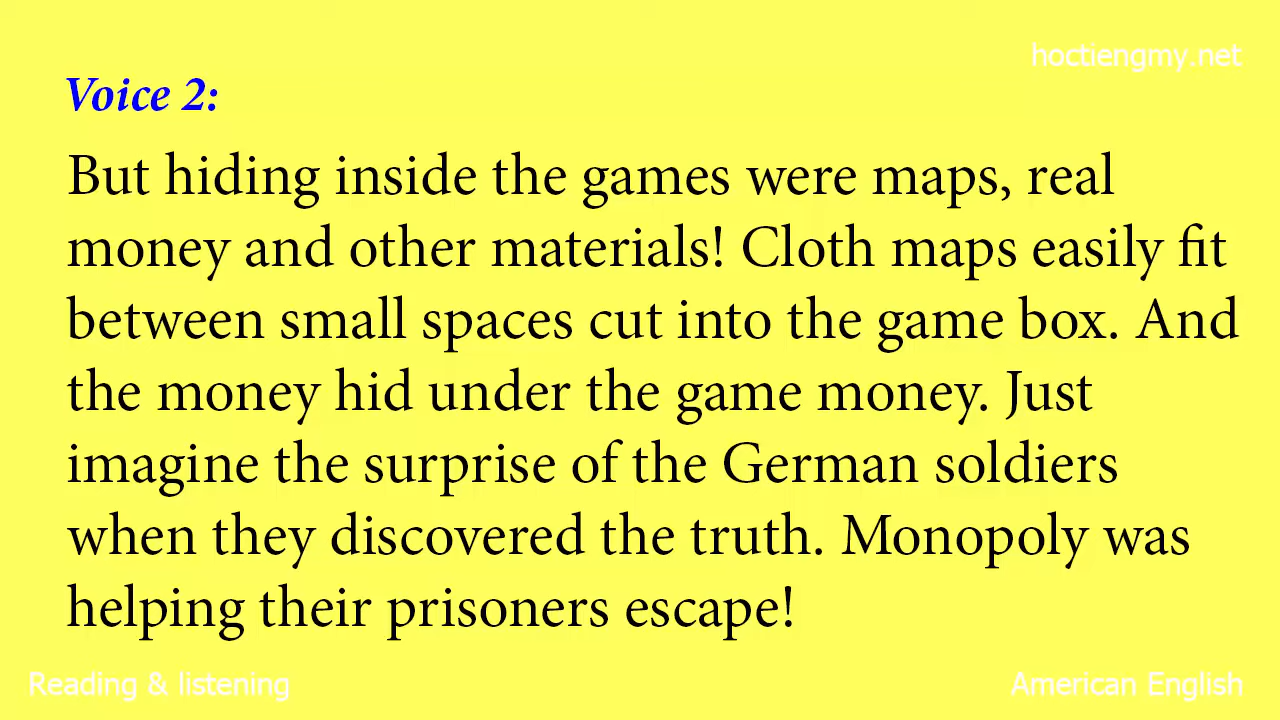 hoctiengmy.net
Voice 2:
But hiding inside the games were maps, real
money and other materials! Cloth maps easily fit
between small spaces cut into the game box. And
the money hid under the game money. Just
imagine the surprise of the German soldiers
when they discovered the truth. Monopoly was
helping their prisoners escape!
Reading & listening
American English